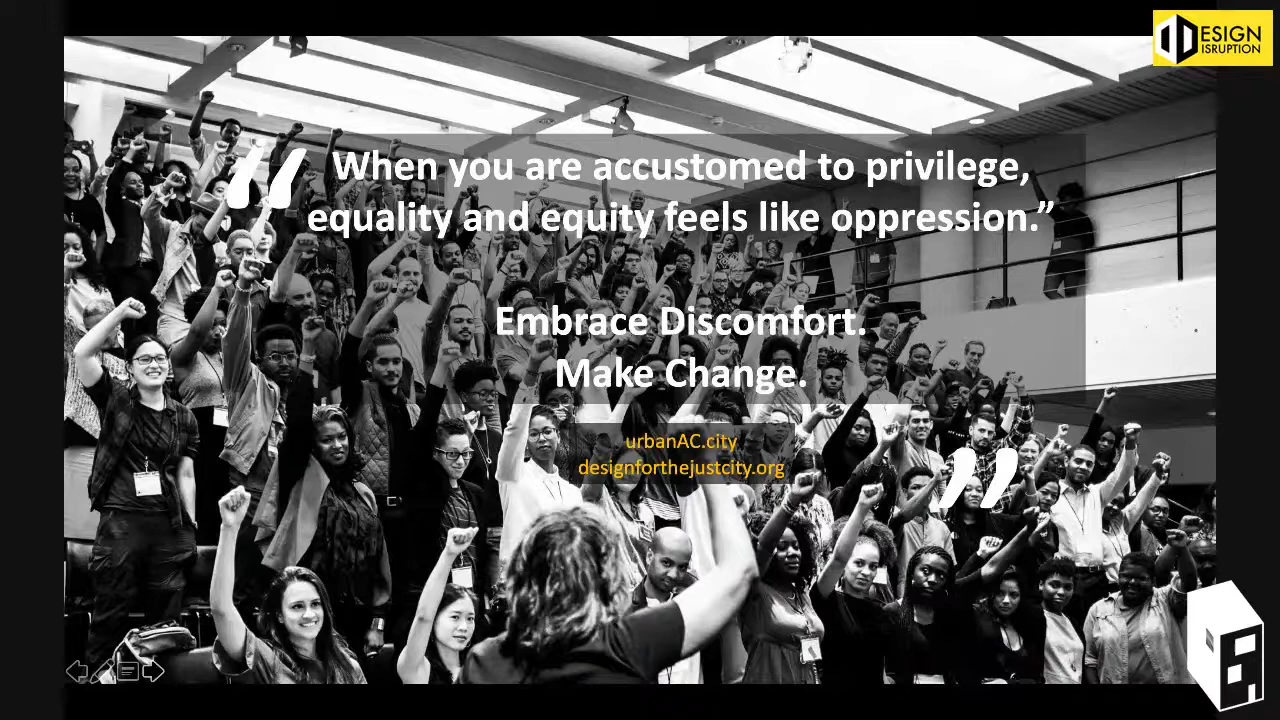 DESIGN
DISRUPTION
“When you are accustomed to privilege,
equality and equity feels like oppression.”
Embrace Discomfort.
Make Change.
urbanAC.city
designforthejustcity.org
”